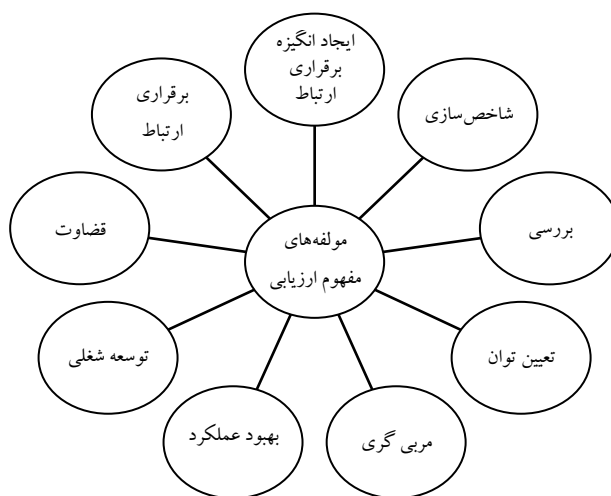 ایجاد انگیزه
برقراری
ارتباط
شاخص‌سازی
بررسی
تعیین توان
مربی گری
بهبود عملکرد
توسعه شغلی
قضاوت
برقراری
ارتباط
مولفه‌های
مفهوم ارزیابی